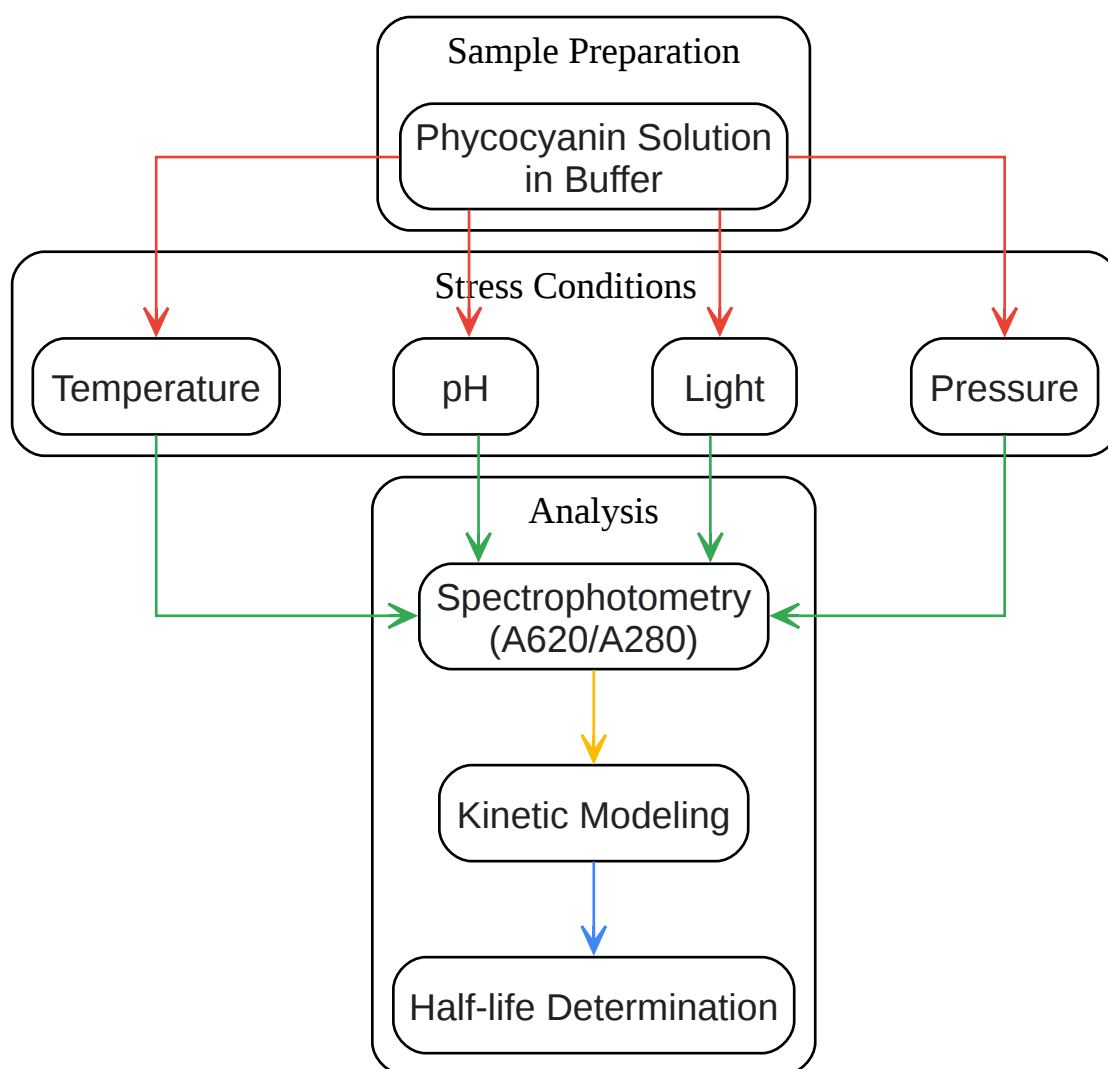 Sample Preparation
Phycocyanin Solution
in Buffer
Stress Conditions
Temperature
pH
Light
Pressure
Analysis
Spectrophotometry
(A620/A280)
Kinetic Modeling
Half-life Determination